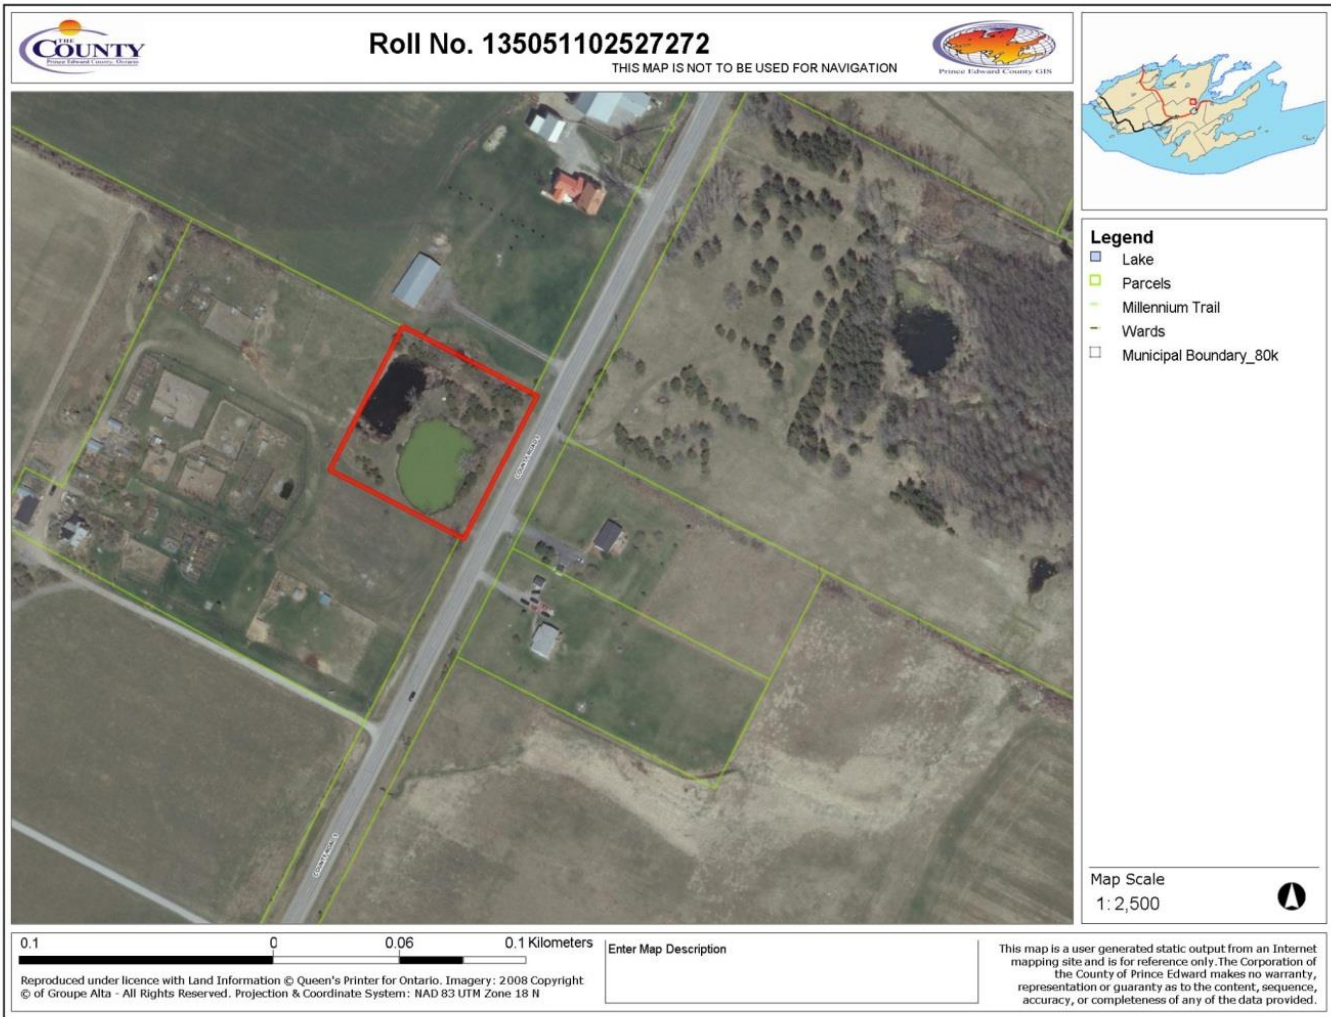 THE
COUNTY
Prince Edward County, Ontario
Roll No. 135051102527272
THIS MAP IS NOT TO BE USED FOR NAVIGATION
Prince Edward County GIS
COUNTY ROAD 5
COUNTY ROAD 5
Legend
Lake
Parcels
Millennium Trail
Wards
Municipal Boundary_80k
Map Scale
1: 2,500
0.1 0 0.06 0.1 Kilometers
Reproduced under licence with Land Information © Queen's Printer for Ontario. Imagery: 2008 Copyright
© of Groupe Alta - All Rights Reserved. Projection & Coordinate System: NAD 83 UTM Zone 18 N
Enter Map Description
This map is a user generated static output from an Internet
mapping site and is for reference only.The Corporation of
the County of Prince Edward makes no warranty,
representation or guaranty as to the content, sequence,
accuracy, or completeness of any of the data provided.